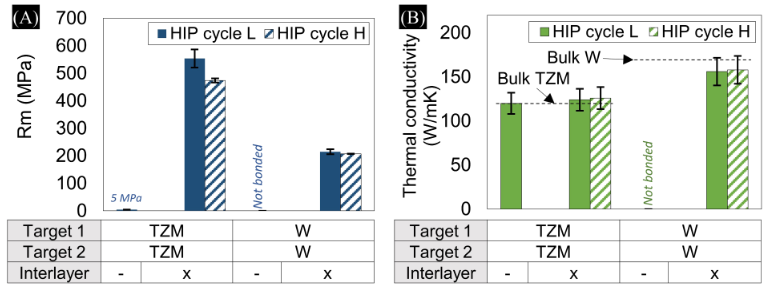 (A)
Rm (MPa)
700
600
500
400
300
200
100
0
HIP cycle L
HIP cycle H
5 MPa
Not bonded
Target 1 TZM W
Target 2 TZM W
Interlayer - x - x
(B)
Thermal conductivity
(W/mK)
200
150
100
50
0
HIP cycle L
HIP cycle H
Bulk W
Bulk TZM
Not bonded
Target 1 TZM W
Target 2 TZM W
Interlayer - x - x